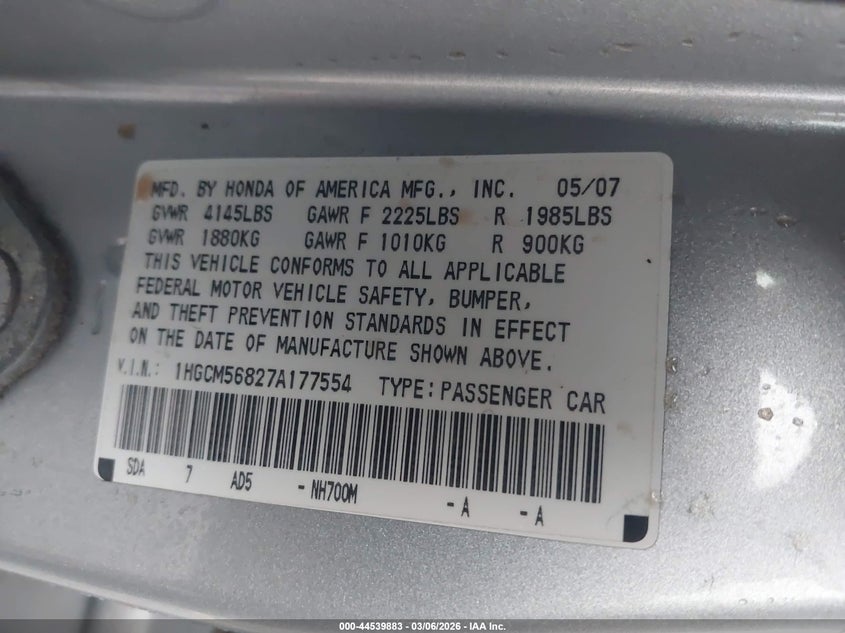 MFD. BY HONDA OF AMERICA MFG., INC. 05/07
GVWR 4145LBS GAWR F 2225LBS R 1985LBS
GVWR 1880KG GAWR F 1010KG R 900KG
THIS VEHICLE CONFORMS TO ALL APPLICABLE
FEDERAL MOTOR VEHICLE SAFETY, BUMPER,
AND THEFT PREVENTION STANDARDS IN EFFECT
ON THE DATE OF MANUFACTURE SHOWN ABOVE.
V.I.N.: 1HGCM56827A177554 TYPE:PASSENGER CAR
SDA 7 AD5 - NH700M - A - A
000-44539883 - 03/06/2026 - IAA Inc.